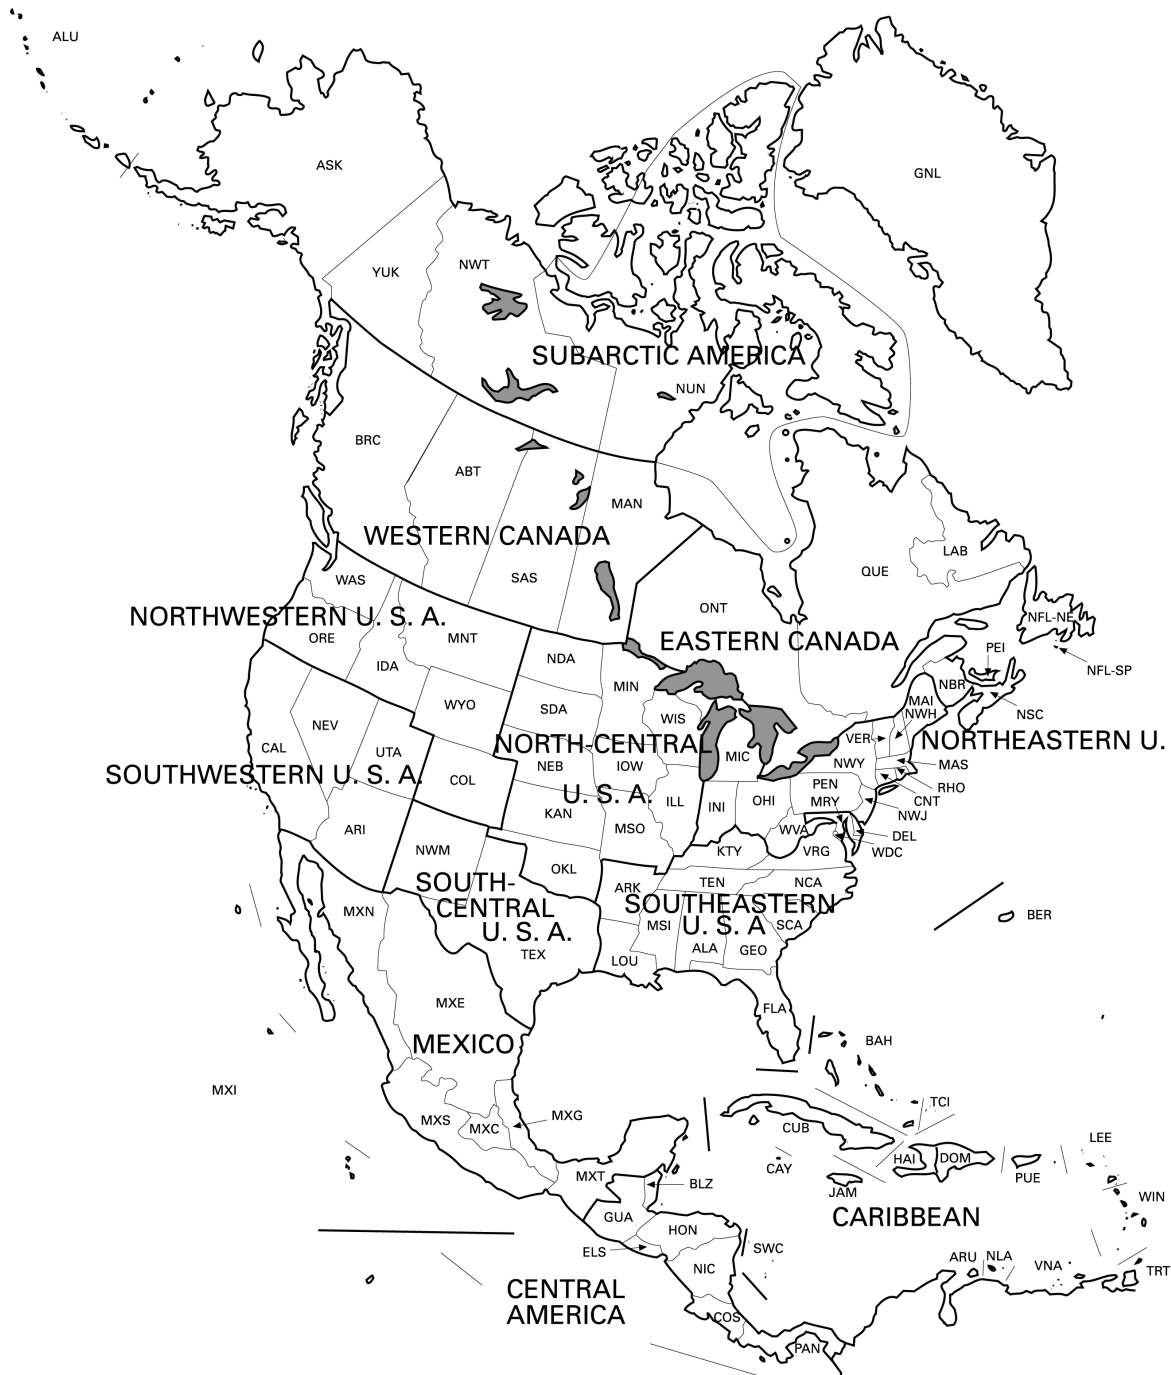 ALU
ASK
GNL
YUK
NWT
SUBARCTIC AMERICA
NUN
BRC
ABT
MAN
WESTERN CANADA
LAB
QUE
SAS
WAS
ONT
NORTHWESTERN U. S. A.
NFL-NE
ORE
MNT
EASTERN CANADA
PEI
NDA
IDA
NFL-SP
MIN
NBR
WYO
MAI
SDA
WIS
NWH
NSC
NEV
VER
NORTHEASTERN U.
CAL
NORTH-CENTRAL
UTA
MIC
NWY
MAS
NEB
IOW
SOUTHWESTERN U. S. A.
COL
PEN
RHO
U. S. A.
ILL
INI
OHI
MRY
CNT
KAN
NWJ
ARI
MSO
WVA
DEL
NWM
KTY
VRG
WDC
OKL
SOUTH-
ARK
TEN
NCA
CENTRAL
SOUTHEASTERN
MXN
BER
U. S. A.
MSI
U. S. A
SCA
TEX
LOU
ALA
GEO
MXE
FLA
MEXICO
BAH
MXI
TCI
MXS
MXC
MXG
CUB
LEE
HAI
DOM
CAY
MXT
BLZ
JAM
PUE
WIN
GUA
CARIBBEAN
HON
ELS
SWC
NIC
ARU
NLA
VNA
TRT
CENTRAL
AMERICA
COS
PAN